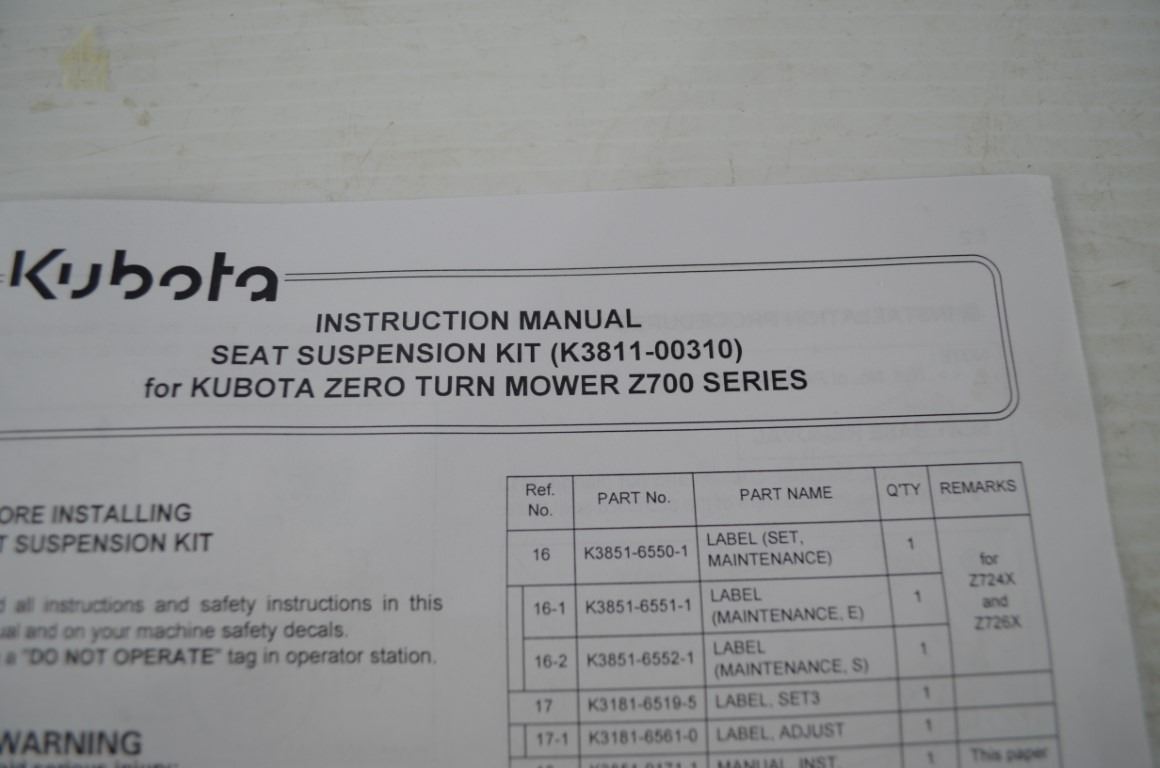 Kubota
INSTRUCTION MANUAL
SEAT SUSPENSION KIT (K3811-00310)
for KUBOTA ZERO TURN MOWER Z700 SERIES
ORE INSTALLING
T SUSPENSION KIT
d all instructions and safety instructions in this
ual and on your machine safety decals.
a "DO NOT OPERATE" tag in operator station.
WARNING
Ref. No. PART No. PART NAME Q'TY REMARKS
16 K3851-6550-1 LABEL (SET, MAINTENANCE) 1 for Z724X and Z726X
16-1 K3851-6551-1 LABEL (MAINTENANCE, E) 1
16-2 K3851-6552-1 LABEL (MAINTENANCE, S) 1
17 K3181-6519-5 LABEL, SET3 1
17-1 K3181-6561-0 LABEL, ADJUST 1
MANUAL, INST. 1 This paper